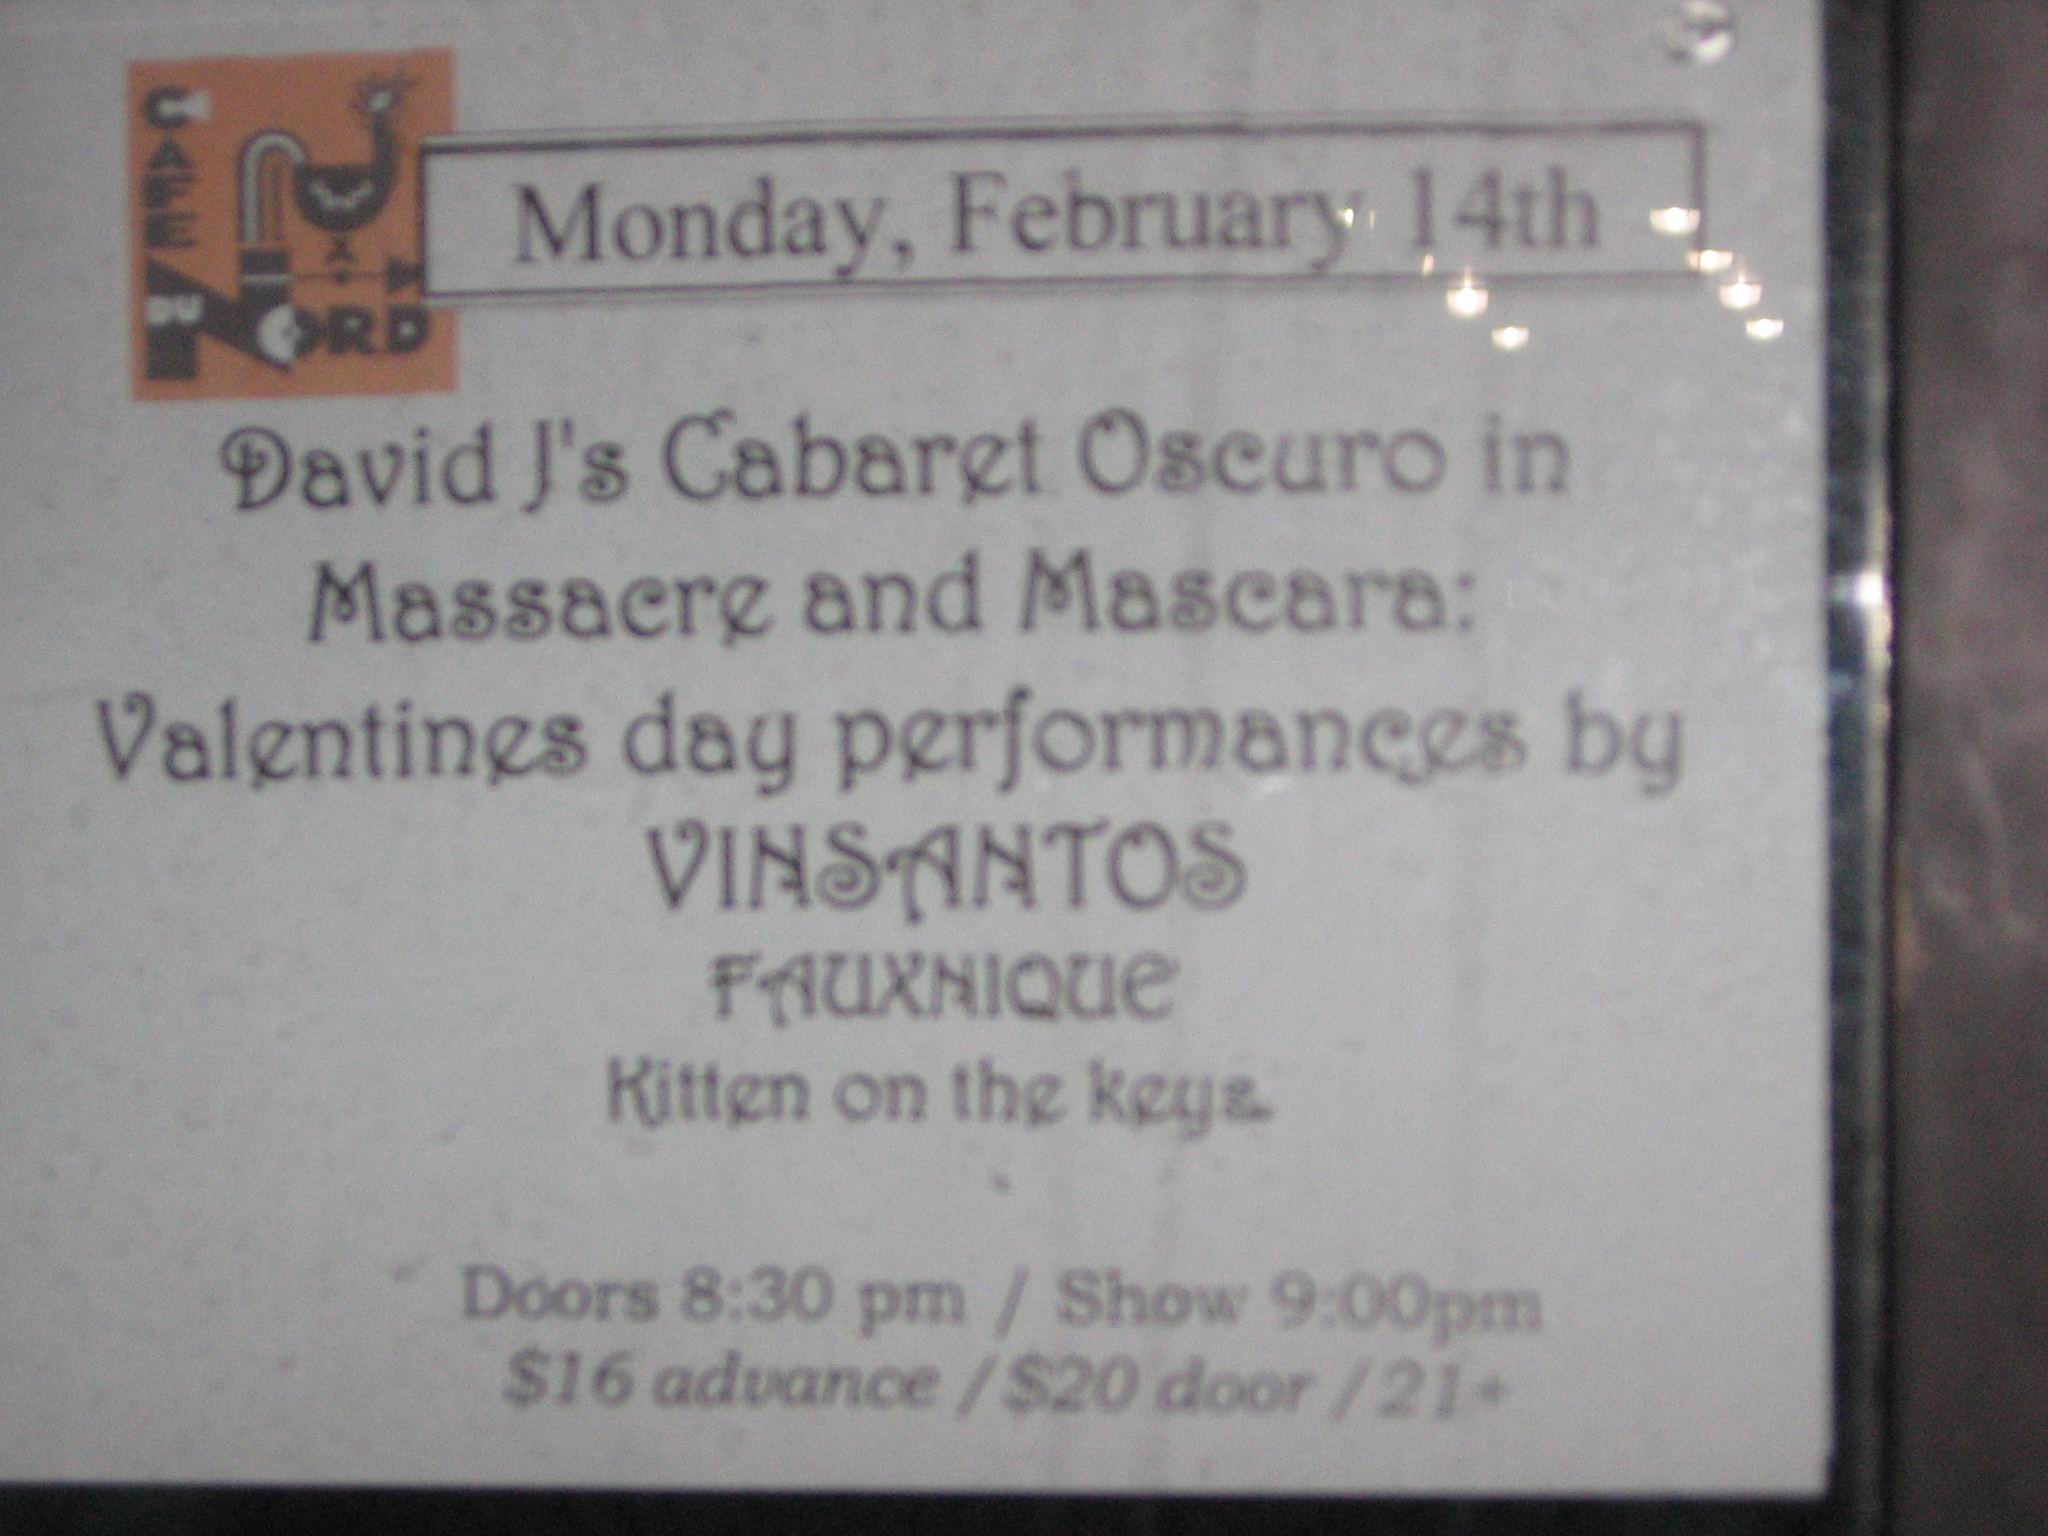 CAFE
DU NORD
Monday, February 14th
David J's Cabaret Oscuro in
Massacre and Mascara:
Valentines day performances by
VINSANTOS
FAUXNIQUE
Kitten on the keys.
Doors 8:30 pm / Show 9:00pm
$16 advance / $20 door / 21+